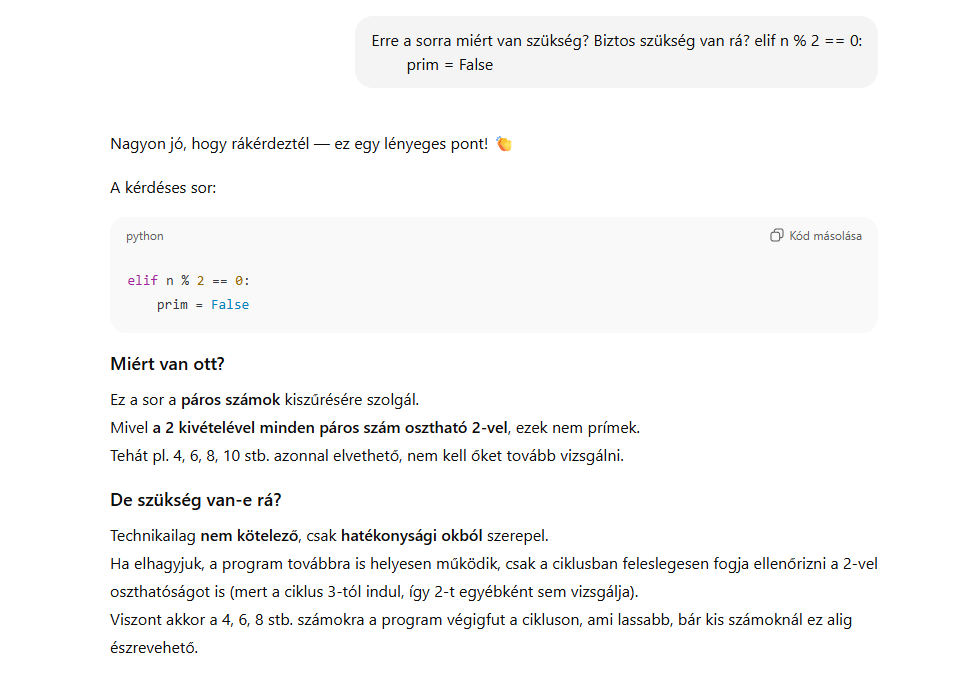 Erre a sorra miért van szükség? Biztos szükség van rá? elif n % 2 == 0:
prim = False
Nagyon jó, hogy rákérdeztél — ez egy lényeges pont! 👏
A kérdéses sor:
python
Kód másolása
elif n % 2 == 0:
prim = False
Miért van ott?
Ez a sor a páros számok kiszűrésére szolgál.
Mivel a 2 kivételével minden páros szám osztható 2-vel, ezek nem prímek.
Tehát pl. 4, 6, 8, 10 stb. azonnal elvethető, nem kell őket tovább vizsgálni.
De szükség van-e rá?
Technikailag nem kötelező, csak hatékonysági okból szerepel.
Ha elhagyjuk, a program továbbra is helyesen működik, csak a ciklusban feleslegesen fogja ellenőrizni a 2-vel
oszthatóságot is (mert a ciklus 3-tól indul, így 2-t egyébként sem vizsgálja).
Viszont akkor a 4, 6, 8 stb. számokra a program végigfut a cikluson, ami lassabb, bár kis számoknál ez alig
észrevehető.